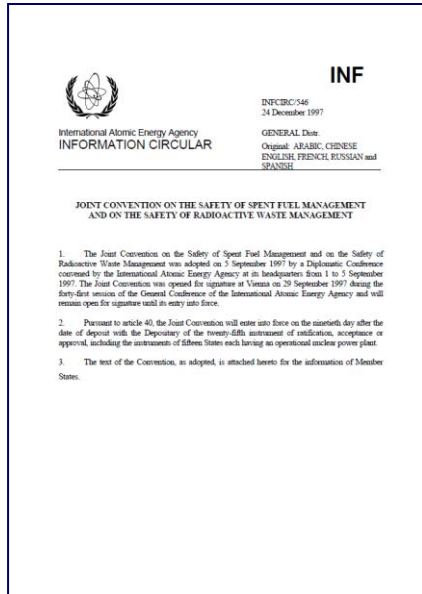 INF
INFCIRC/546
24 December 1997
International Atomic Energy Agency
INFORMATION CIRCULAR
GENERAL Distr.
Original: ARABIC, CHINESE
ENGLISH, FRENCH, RUSSIAN and
SPANISH
JOINT CONVENTION ON THE SAFETY OF SPENT FUEL MANAGEMENT
AND ON THE SAFETY OF RADIOACTIVE WASTE MANAGEMENT
1. The Joint Convention on the Safety of Spent Fuel Management and on the Safety of
Radioactive Waste Management was adopted on 5 September 1997 by a Diplomatic Conference
convened by the International Atomic Energy Agency at its headquarters from 1 to 5 September
1997. The Joint Convention was opened for signature at Vienna on 29 September 1997 during the
forty-first session of the General Conference of the International Atomic Energy Agency and will
remain open for signature until its entry into force.
2. Pursuant to article 40, the Joint Convention will enter into force on the ninetieth day after the
date of deposit with the Depositary of the twenty-fifth instrument of ratification, acceptance or
approval, including the instruments of fifteen States each having an operational nuclear power plant.
3. The text of the Convention, as adopted, is attached hereto for the information of Member
States.